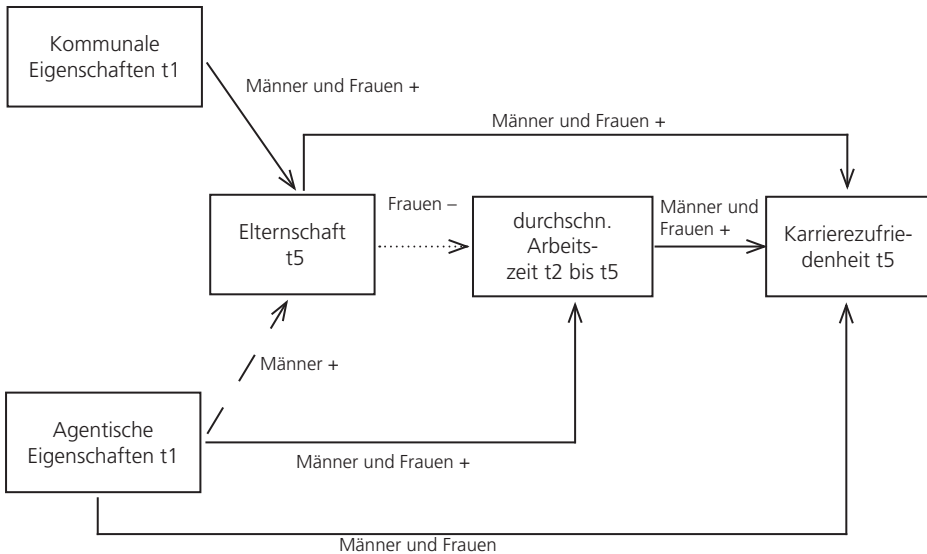 Kommunale
Eigenschaften t1
Männer und Frauen +
Männer und Frauen +
Elternschaft
t5
Frauen –
durchschn.
Arbeits-
zeit t2 bis t5
Männer und
Frauen +
Karrierezufrie-
denheit t5
Männer +
Agentische
Eigenschaften t1
Männer und Frauen +
Männer und Frauen